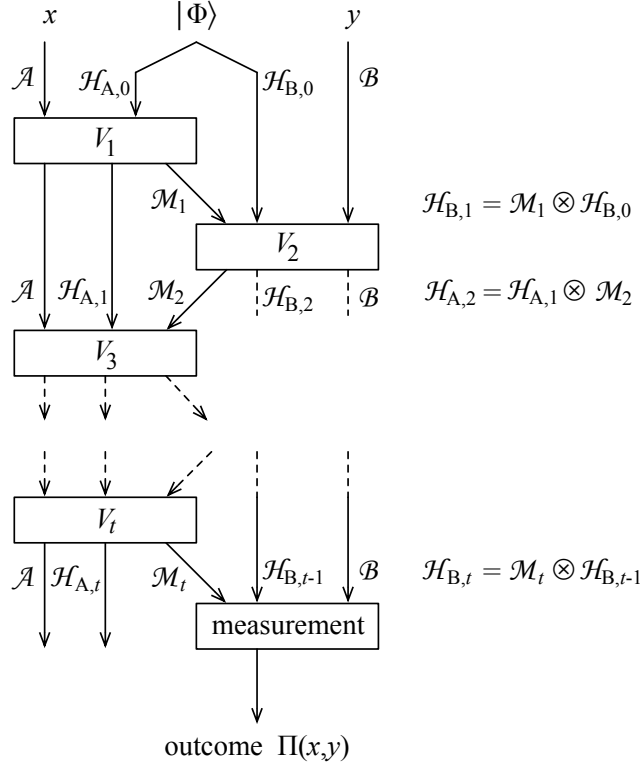 x |Φ⟩ y
𝒜 ℋ_{A,0} ℋ_{B,0} ℬ
V_1
ℳ_1 ℋ_{B,1} = ℳ_1 ⊗ ℋ_{B,0}
V_2
𝒜 ℋ_{A,1} ℳ_2 ℋ_{B,2} ℬ ℋ_{A,2} = ℋ_{A,1} ⊗ ℳ_2
V_3
V_t
𝒜 ℋ_{A,t} ℳ_t ℋ_{B,t-1} ℬ ℋ_{B,t} = ℳ_t ⊗ ℋ_{B,t-1}
measurement
outcome Π(x,y)